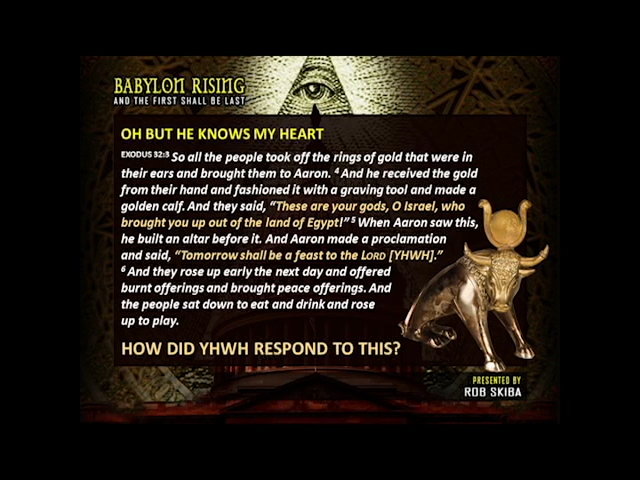 BABYLON RISING
AND THE FIRST SHALL BE LAST
OH BUT HE KNOWS MY HEART
EXODUS 32:3 So all the people took off the rings of gold that were in
their ears and brought them to Aaron. 4 And he received the gold
from their hand and fashioned it with a graving tool and made a
golden calf. And they said, “These are your gods, O Israel, who
brought you up out of the land of Egypt!” 5 When Aaron saw this,
he built an altar before it. And Aaron made a proclamation
and said, “Tomorrow shall be a feast to the LORD [YHWH].”
6 And they rose up early the next day and offered
burnt offerings and brought peace offerings. And
the people sat down to eat and drink and rose
up to play.
HOW DID YHWH RESPOND TO THIS?
PRESENTED BY
ROB SKIBA